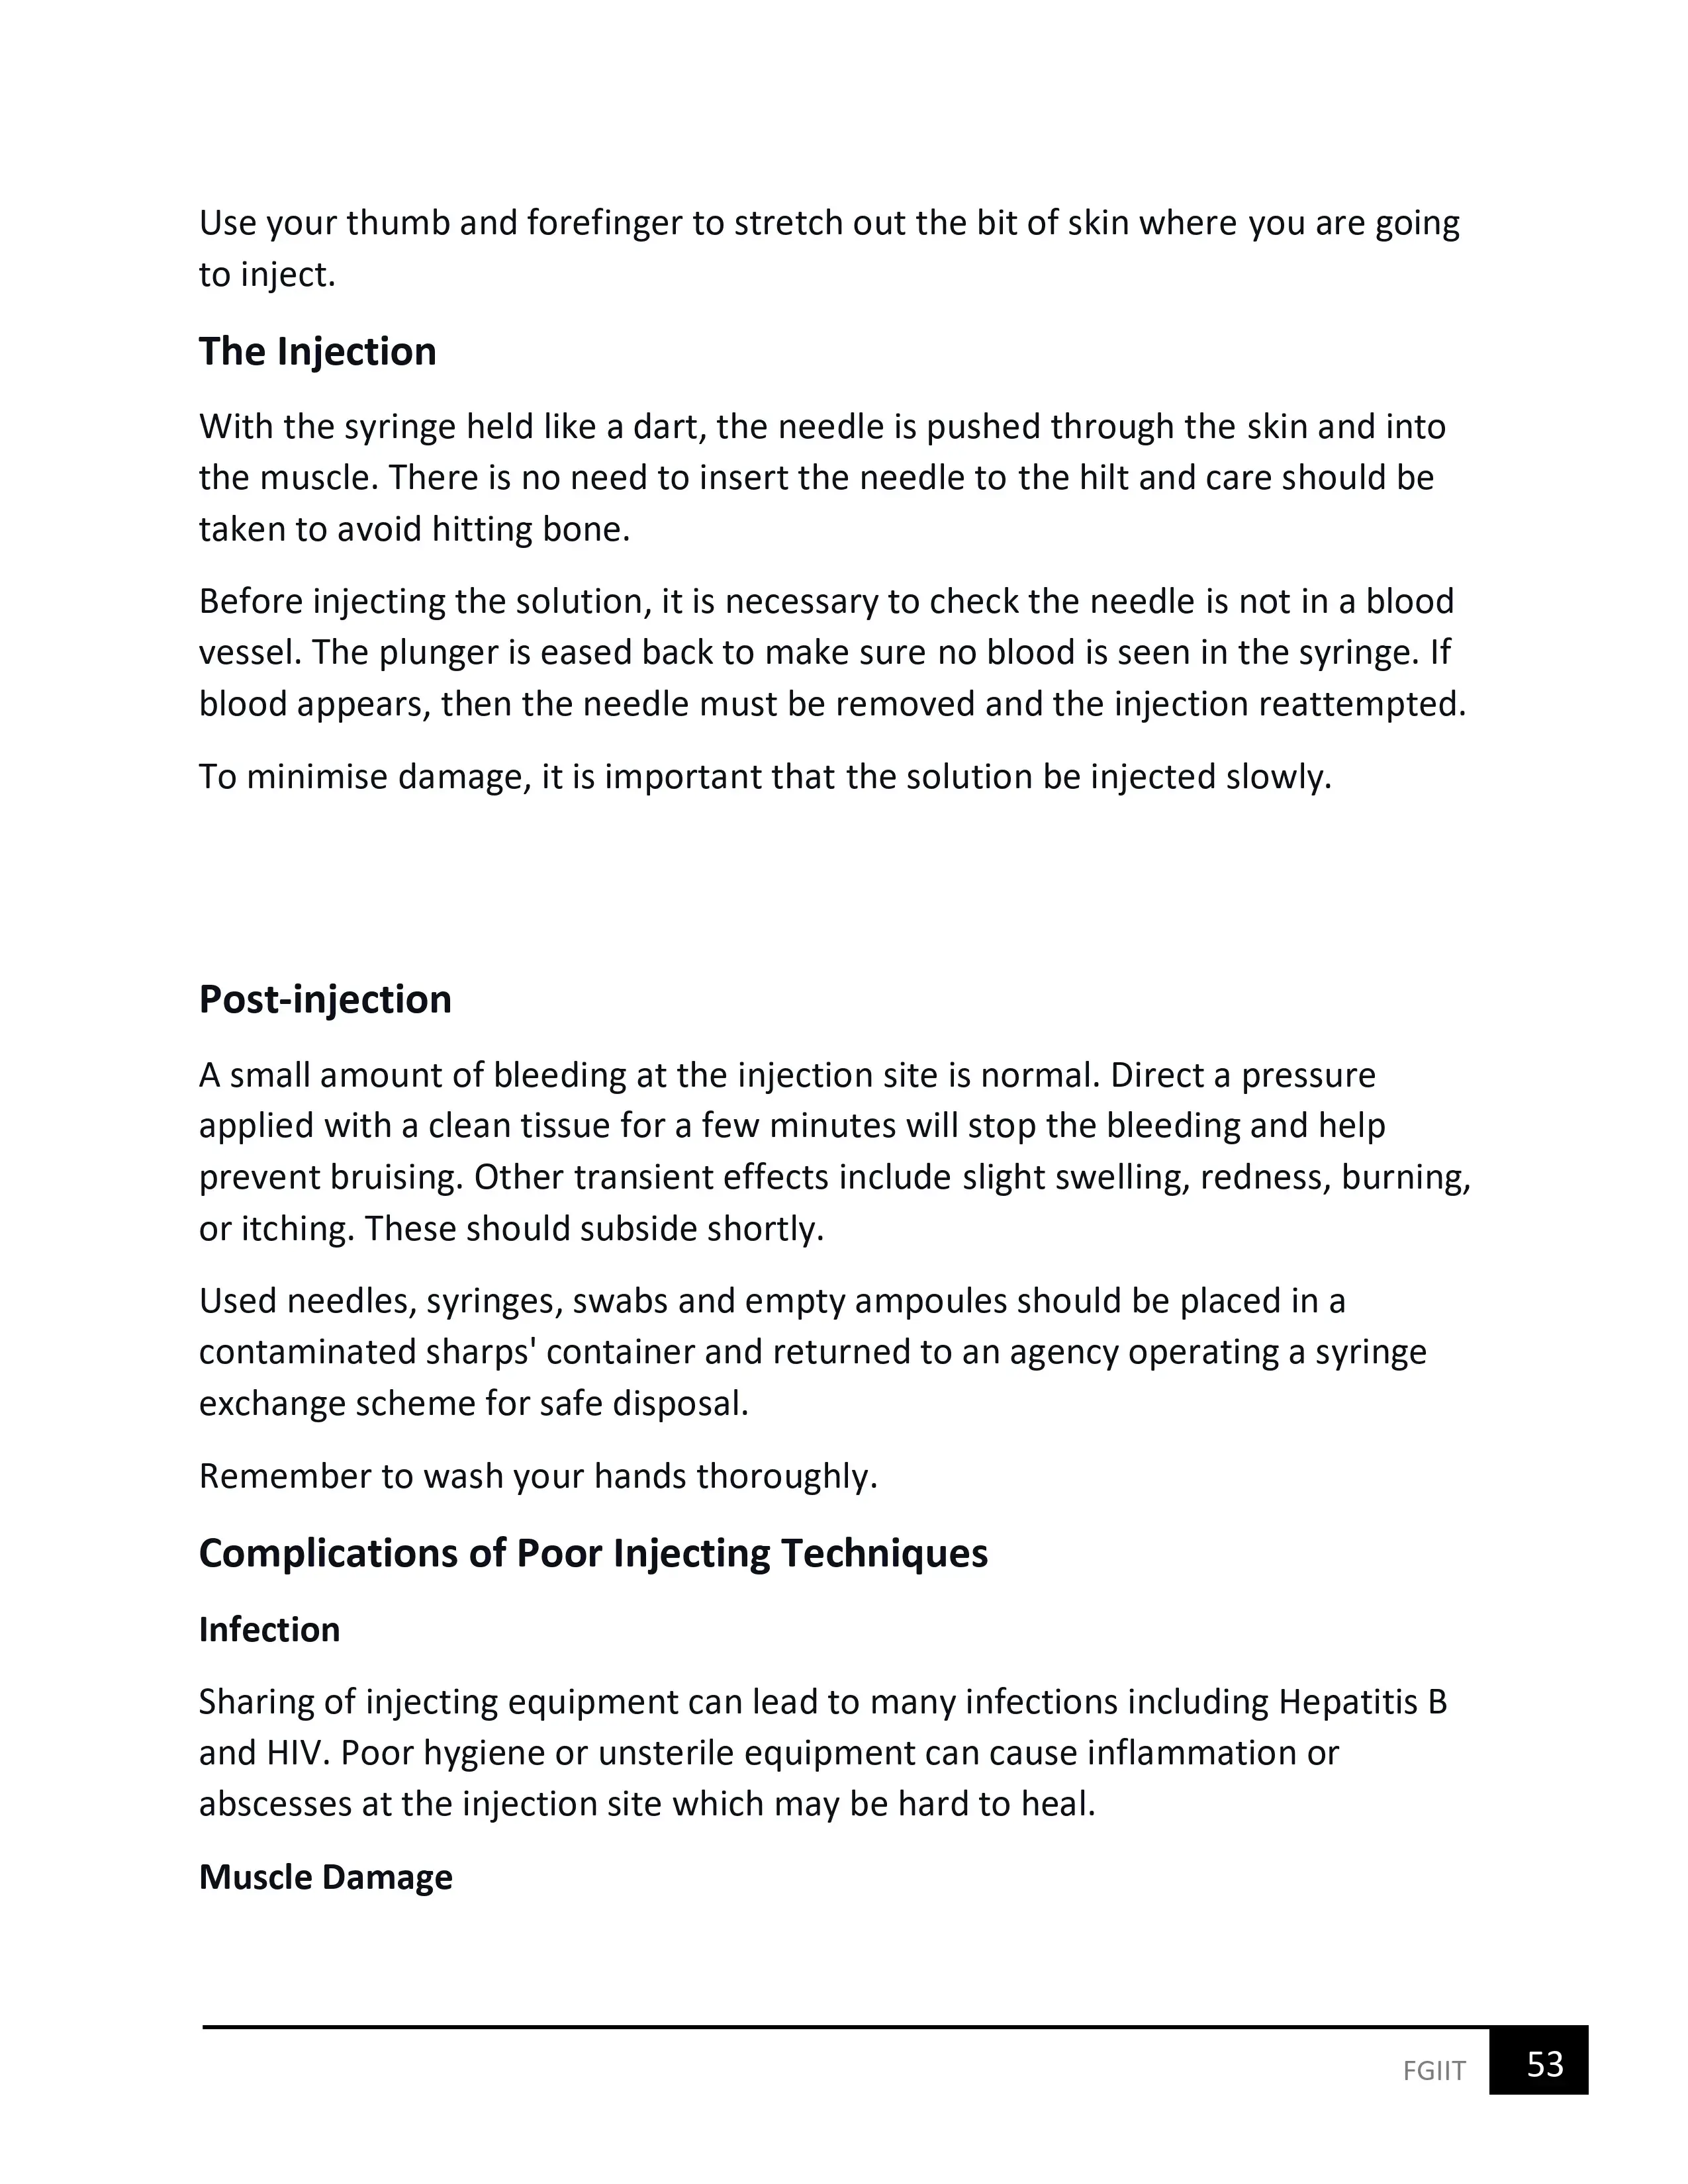 Use your thumb and forefinger to stretch out the bit of skin where you are going
to inject.
The Injection
With the syringe held like a dart, the needle is pushed through the skin and into
the muscle. There is no need to insert the needle to the hilt and care should be
taken to avoid hitting bone.
Before injecting the solution, it is necessary to check the needle is not in a blood
vessel. The plunger is eased back to make sure no blood is seen in the syringe. If
blood appears, then the needle must be removed and the injection reattempted.
To minimise damage, it is important that the solution be injected slowly.
Post-injection
A small amount of bleeding at the injection site is normal. Direct a pressure
applied with a clean tissue for a few minutes will stop the bleeding and help
prevent bruising. Other transient effects include slight swelling, redness, burning,
or itching. These should subside shortly.
Used needles, syringes, swabs and empty ampoules should be placed in a
contaminated sharps' container and returned to an agency operating a syringe
exchange scheme for safe disposal.
Remember to wash your hands thoroughly.
Complications of Poor Injecting Techniques
Infection
Sharing of injecting equipment can lead to many infections including Hepatitis B
and HIV. Poor hygiene or unsterile equipment can cause inflammation or
abscesses at the injection site which may be hard to heal.
Muscle Damage
FGIIT 53